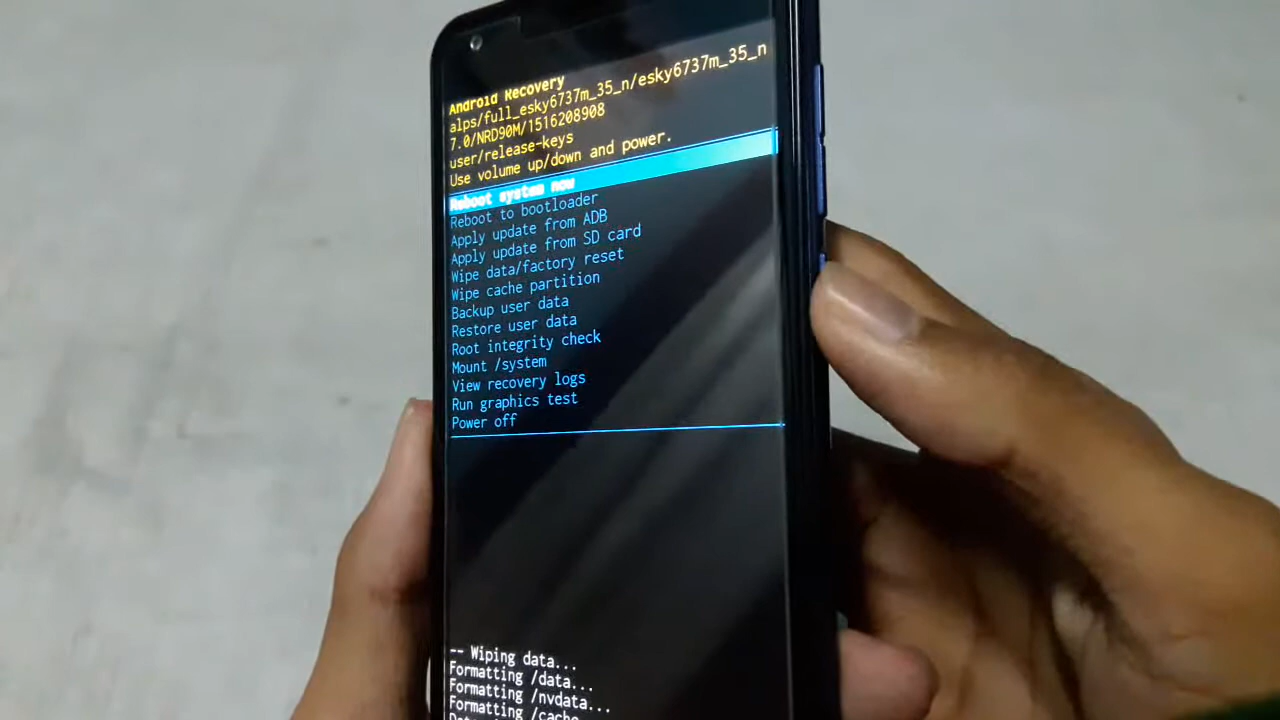 Android Recovery
alps/full_esky6737m_35_n/esky6737m_35_n
7.0/NRD90M/1516208908
user/release-keys
Use volume up/down and power.
Reboot system now
Reboot to bootloader
Apply update from ADB
Apply update from SD card
Wipe data/factory reset
Wipe cache partition
Backup user data
Restore user data
Root integrity check
Mount /system
View recovery logs
Run graphics test
Power off
-- Wiping data...
Formatting /data...
Formatting /nvdata...
Formatting /cache